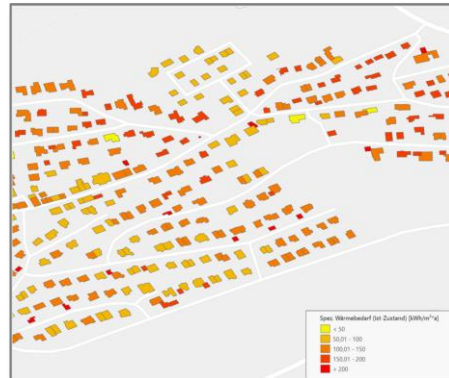 Spez. Wärmebedarf (Ist-Zustand) [kWh/m²*a]
< 50
50,01 - 100
100,01 - 150
150,01 - 200
> 200